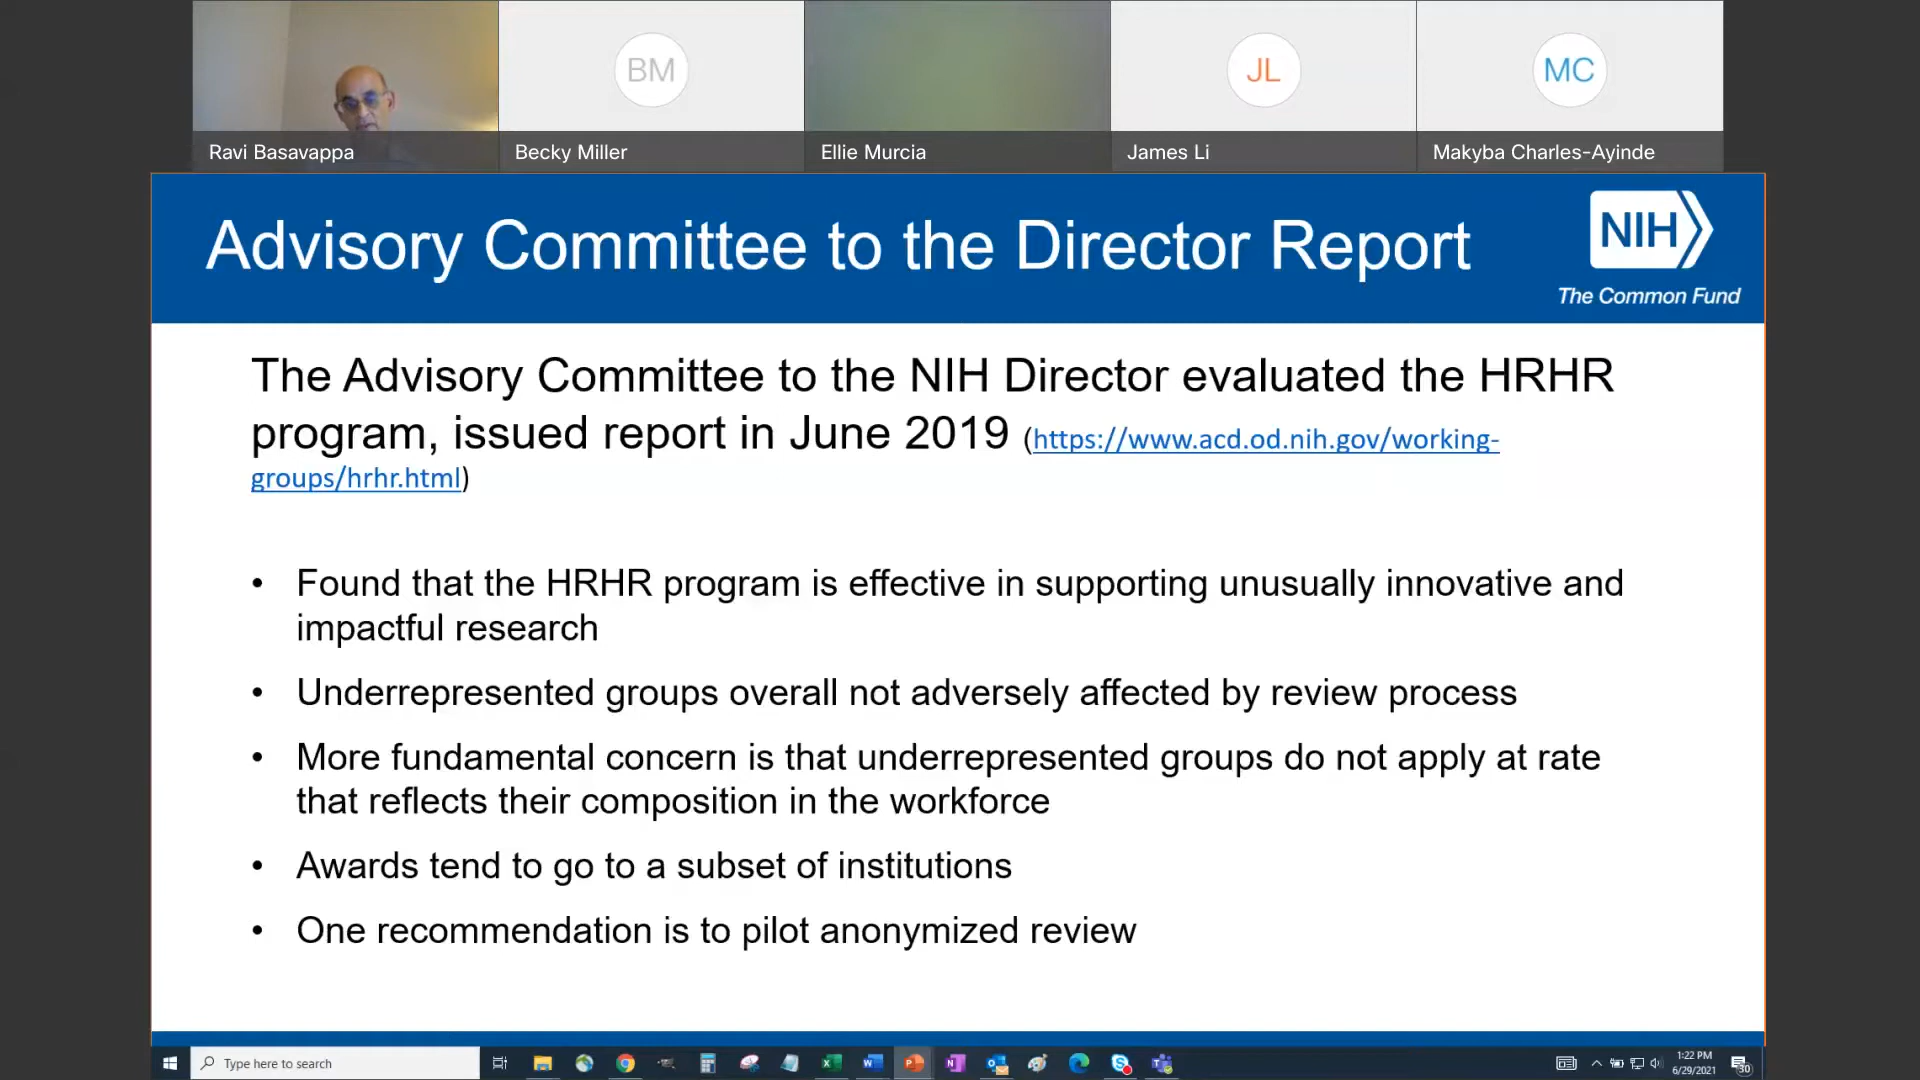 BM
JL
MC
Ravi Basavappa
Becky Miller
Ellie Murcia
James Li
Makyba Charles-Ayinde
Advisory Committee to the Director Report
NIH
The Common Fund
The Advisory Committee to the NIH Director evaluated the HRHR
program, issued report in June 2019 (https://www.acd.od.nih.gov/working-
groups/hrhr.html)
• Found that the HRHR program is effective in supporting unusually innovative and
impactful research
• Underrepresented groups overall not adversely affected by review process
• More fundamental concern is that underrepresented groups do not apply at rate
that reflects their composition in the workforce
• Awards tend to go to a subset of institutions
• One recommendation is to pilot anonymized review
Type here to search
1:22 PM
6/29/2021
30